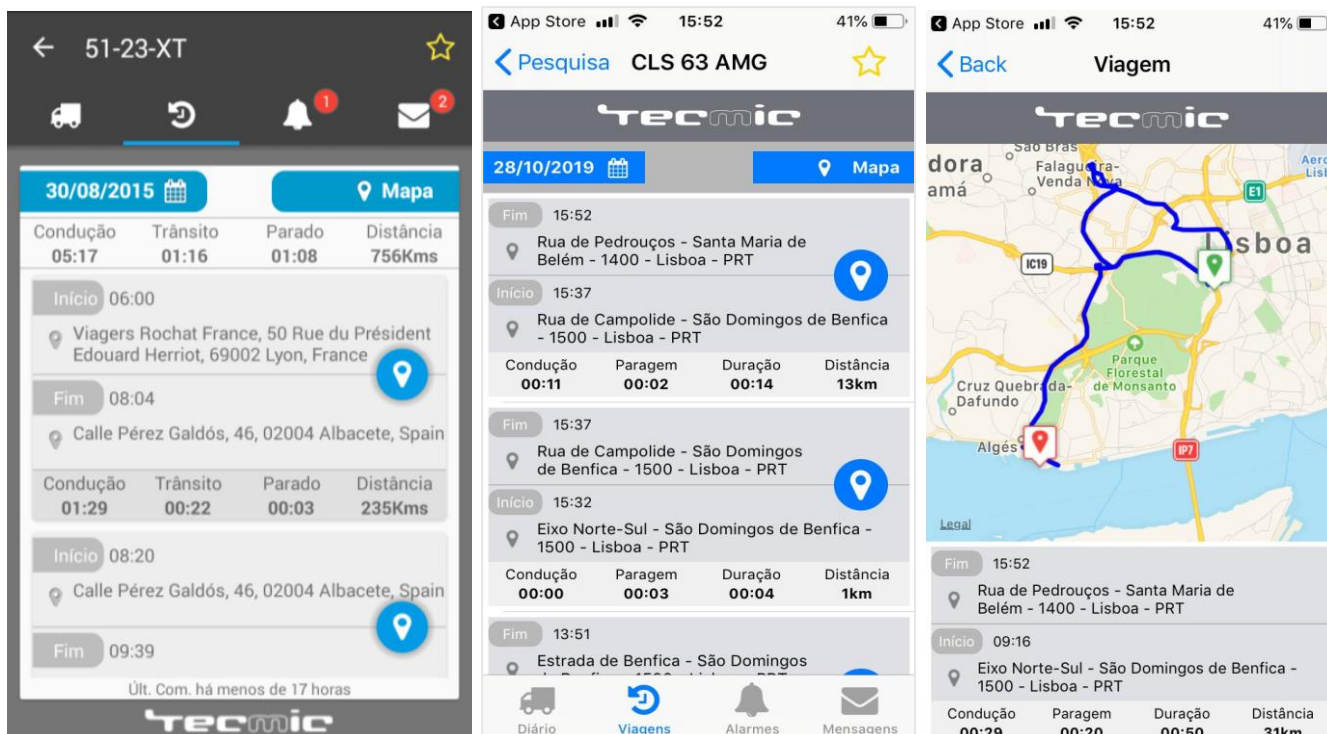 51-23-XT
1
2
30/08/2015
Mapa
Condução Trânsito Parado Distância
05:17 01:16 01:08 756Kms
Início 06:00
Viagers Rochat France, 50 Rue du Président
Edouard Herriot, 69002 Lyon, France
Fim 08:04
Calle Pérez Galdós, 46, 02004 Albacete, Spain
Condução Trânsito Parado Distância
01:29 00:22 00:03 235Kms
Início 08:20
Calle Pérez Galdós, 46, 02004 Albacete, Spain
Fim 09:39
Últ. Com. há menos de 17 horas
Tecmic
App Store 15:52 41%
Pesquisa CLS 63 AMG
Tecmic
28/10/2019 Mapa
Fim 15:52
Rua de Pedrouços - Santa Maria de
Belém - 1400 - Lisboa - PRT
Início 15:37
Rua de Campolide - São Domingos de Benfica
- 1500 - Lisboa - PRT
Condução Paragem Duração Distância
00:11 00:02 00:14 13km
Fim 15:37
Rua de Campolide - São Domingos
de Benfica - 1500 - Lisboa - PRT
Início 15:32
Eixo Norte-Sul - São Domingos de Benfica -
1500 - Lisboa - PRT
Condução Paragem Duração Distância
00:00 00:03 00:04 1km
Fim 13:51
Estrada de Benfica - São Domingos
Diário Viagens Alarmes Mensagens
App Store 15:52 41%
Back Viagem
Tecmic
São Brás
dora
amá
Falagueira-
Venda Nova
Aero
Lisb
E1
Lisboa
IC19
Parque
Florestal
de Monsanto
Cruz Quebrada-
Dafundo
Algés
IP7
Legal
Fim 15:52
Rua de Pedrouços - Santa Maria de
Belém - 1400 - Lisboa - PRT
Início 09:16
Eixo Norte-Sul - São Domingos de Benfica -
1500 - Lisboa - PRT
Condução Paragem Duração Distância
00:29 00:20 00:50 31km